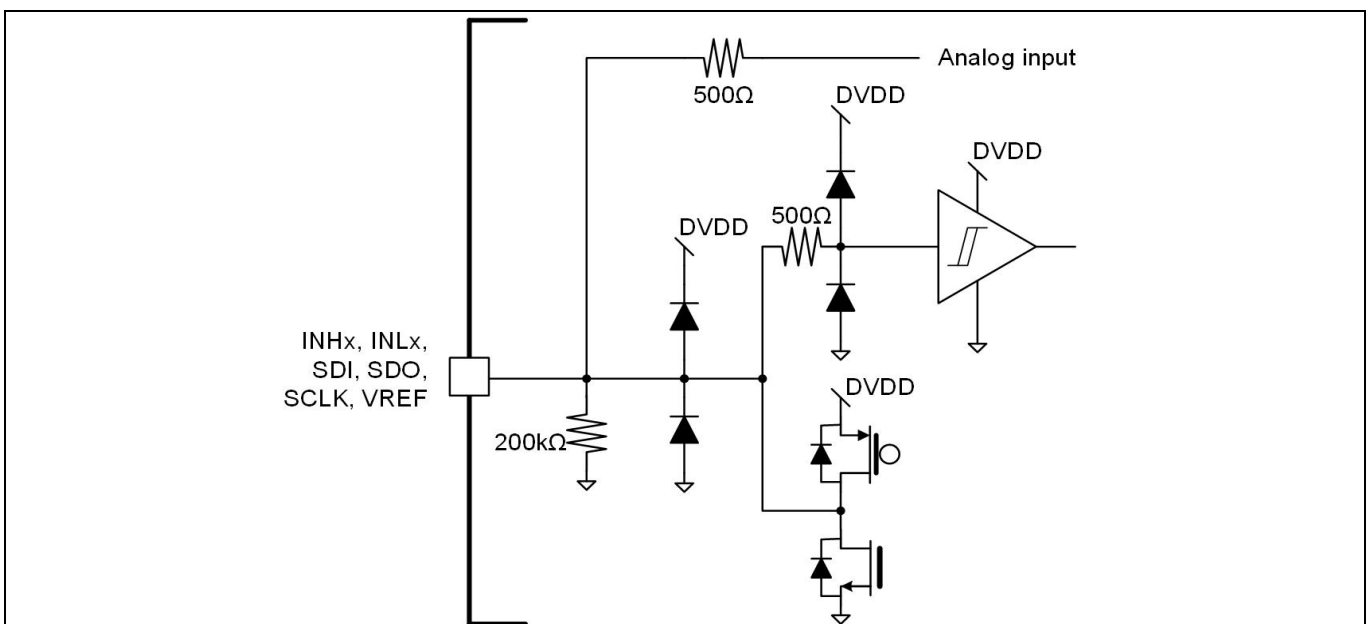 Analog input
500Ω
DVDD
DVDD
500Ω
DVDD
INHx, INLx,
SDI, SDO,
SCLK, VREF
DVDD
200kΩ